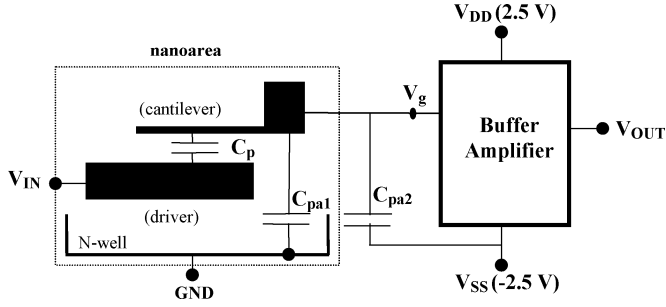 V_DD (2.5 V)
nanoarea
(cantilever)
V_g
Buffer
Amplifier
V_OUT
C_p
V_IN
C_pa1
C_pa2
(driver)
N-well
GND
V_SS (-2.5 V)